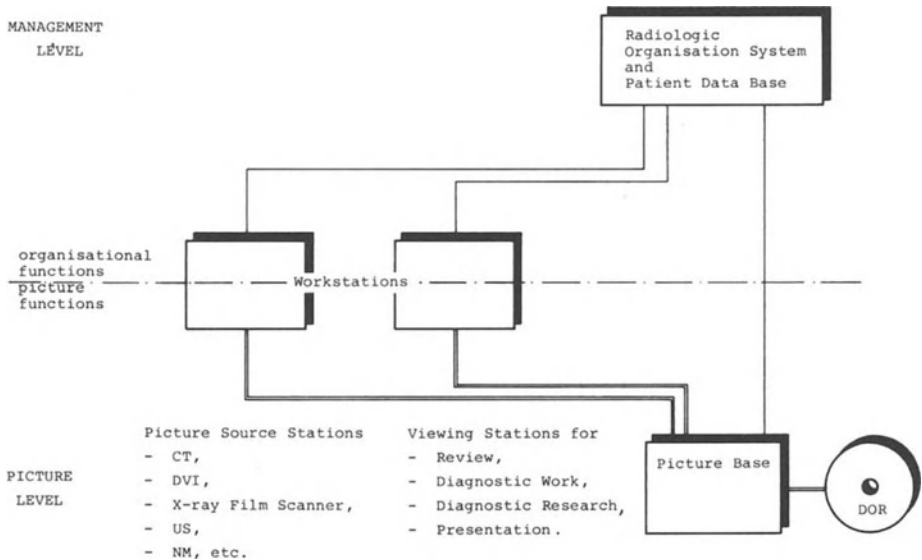 MANAGEMENT
LEVEL
Radiologic
Organisation System
and
Patient Data Base
organisational
functions
picture
functions
Workstations
Picture Source Stations
- CT,
- DVI,
- X-ray Film Scanner,
- US,
- NM, etc.
Viewing Stations for
- Review,
- Diagnostic Work,
- Diagnostic Research,
- Presentation.
PICTURE
LEVEL
Picture Base
DOR